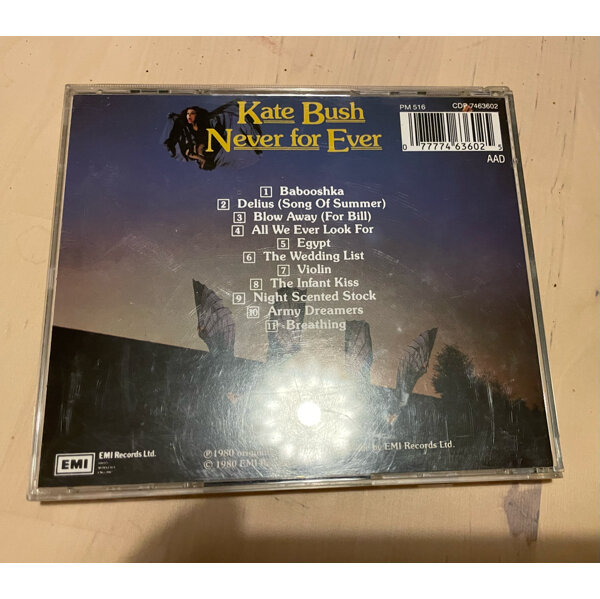 Kate Bush
Never for Ever
PM 516
CDP 7463602
0 77774 63602 5
AAD
1 Babooshka
2 Delius (Song Of Summer)
3 Blow Away (For Bill)
4 All We Ever Look For
5 Egypt
6 The Wedding List
7 Violin
8 The Infant Kiss
9 Night Scented Stock
10 Army Dreamers
11 Breathing
EMI
EMI Records Ltd.
℗ 1980 by EMI Records Ltd.
© 1980 EMI